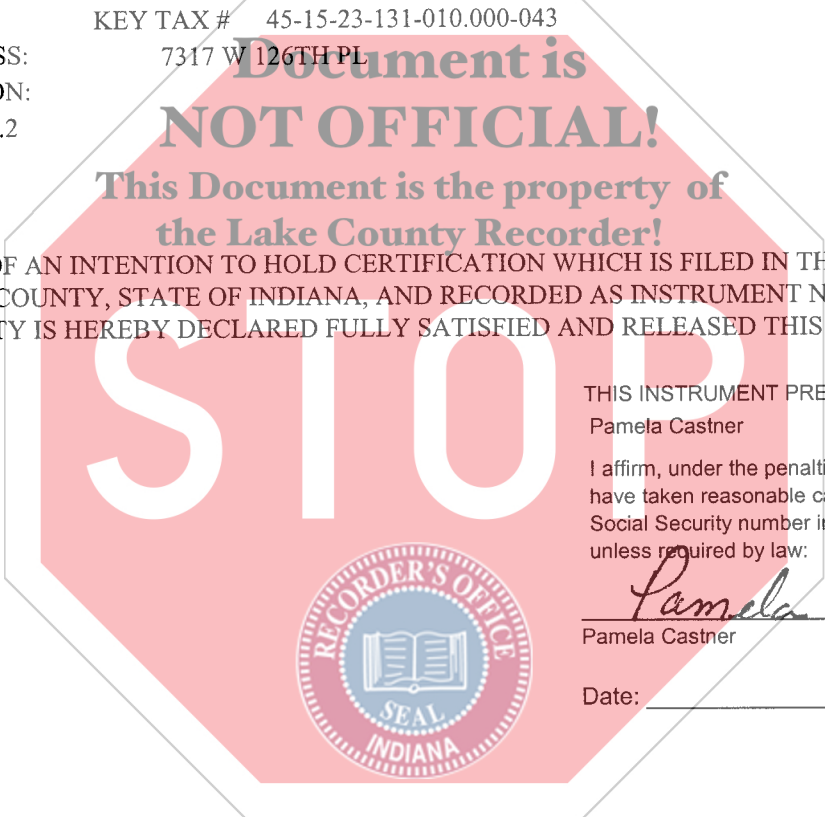 KEY TAX # 45-15-23-131-010.000-043
SS: 7317 W 126TH PL
ON:
.2
Document is
NOT OFFICIAL!
This Document is the property of
the Lake County Recorder!
OF AN INTENTION TO HOLD CERTIFICATION WHICH IS FILED IN TH
COUNTY, STATE OF INDIANA, AND RECORDED AS INSTRUMENT N
TY IS HEREBY DECLARED FULLY SATISFIED AND RELEASED THIS
STOP
THIS INSTRUMENT PRE
Pamela Castner
I affirm, under the penalti
have taken reasonable ca
Social Security number in
unless required by law:
Pamela
Pamela Castner
Date:
RECORDER'S OFFICE
SEAL
INDIANA